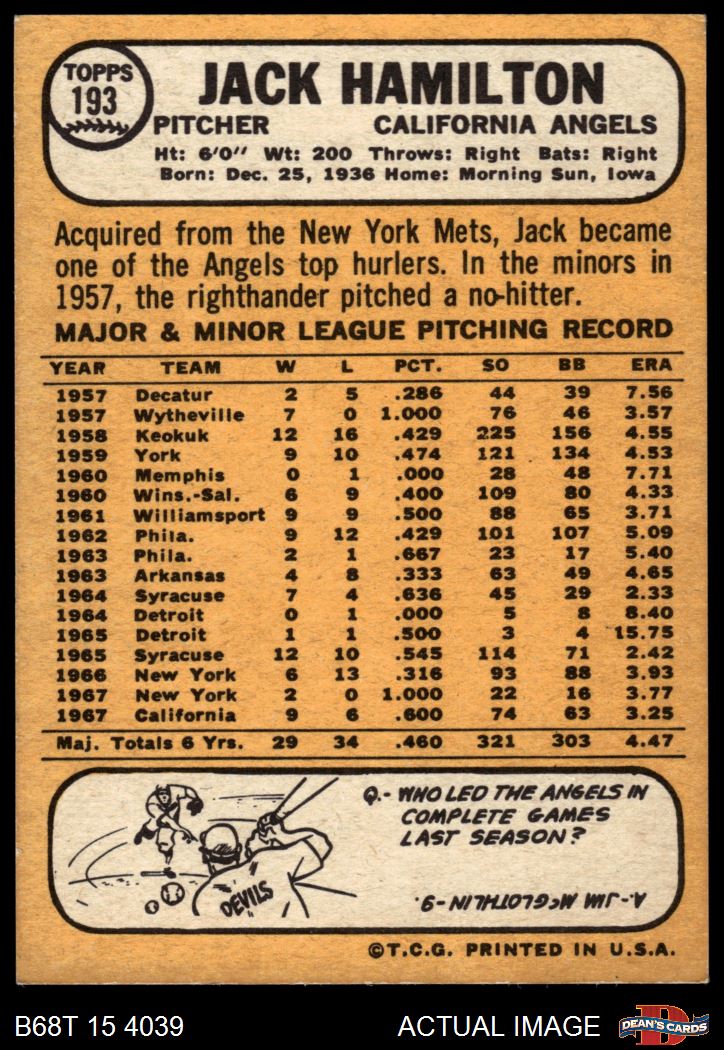 TOPPS
193
JACK HAMILTON
PITCHER CALIFORNIA ANGELS
Ht: 6'0" Wt: 200 Throws: Right Bats: Right
Born: Dec. 25, 1936 Home: Morning Sun, Iowa
Acquired from the New York Mets, Jack became
one of the Angels top hurlers. In the minors in
1957, the righthander pitched a no-hitter.
MAJOR & MINOR LEAGUE PITCHING RECORD
YEAR TEAM W L PCT. SO BB ERA
1957 Decatur 2 5 .286 44 39 7.56
1957 Wytheville 7 0 1.000 76 46 3.57
1958 Keokuk 12 16 .429 225 156 4.55
1959 York 9 10 .474 121 134 4.53
1960 Memphis 0 1 .000 28 48 7.71
1960 Wins.-Sal. 6 9 .400 109 80 4.33
1961 Williamsport 9 9 .500 88 65 3.71
1962 Phila. 9 12 .429 101 107 5.09
1963 Phila. 2 1 .667 23 17 5.40
1963 Arkansas 4 8 .333 63 49 4.65
1964 Syracuse 7 4 .636 45 29 2.33
1964 Detroit 0 1 .000 5 8 8.40
1965 Detroit 1 1 .500 3 4 15.75
1965 Syracuse 12 10 .545 114 71 2.42
1966 New York 6 13 .316 93 88 3.93
1967 New York 2 0 1.000 22 16 3.77
1967 California 9 6 .600 74 63 3.25
Maj. Totals 6 Yrs. 29 34 .460 321 303 4.47
Q.- WHO LED THE ANGELS IN
COMPLETE GAMES
LAST SEASON?
DEVILS
A.- JIM McGLOTHLIN - 9.
©T.C.G. PRINTED IN U.S.A.
B68T 15 4039 ACTUAL IMAGE
D
DEAN'S CARDS